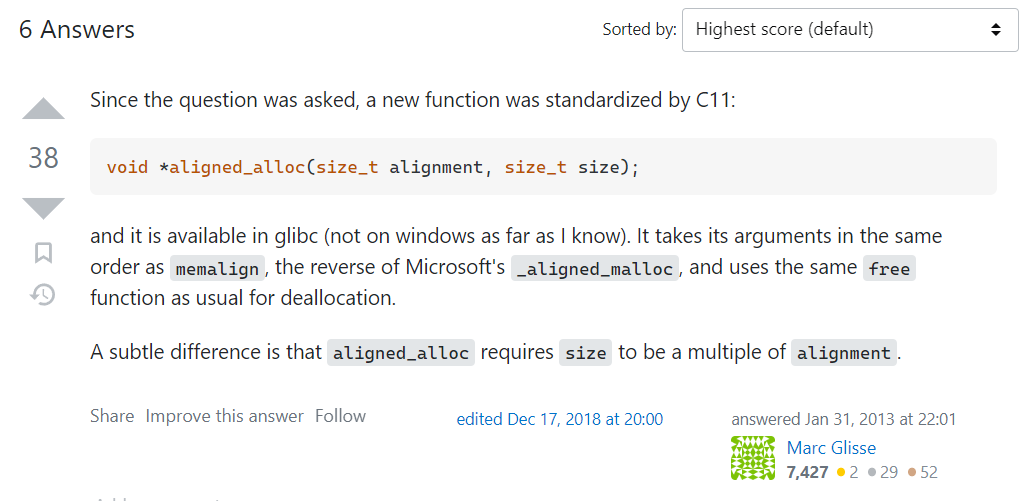 6 Answers
Sorted by: Highest score (default)
Since the question was asked, a new function was standardized by C11:
38
void *aligned_alloc(size_t alignment, size_t size);
and it is available in glibc (not on windows as far as I know). It takes its arguments in the same
order as memalign, the reverse of Microsoft's _aligned_malloc, and uses the same free
function as usual for deallocation.
A subtle difference is that aligned_alloc requires size to be a multiple of alignment.
Share Improve this answer Follow
edited Dec 17, 2018 at 20:00
answered Jan 31, 2013 at 22:01
Marc Glisse
7,427 2 29 52